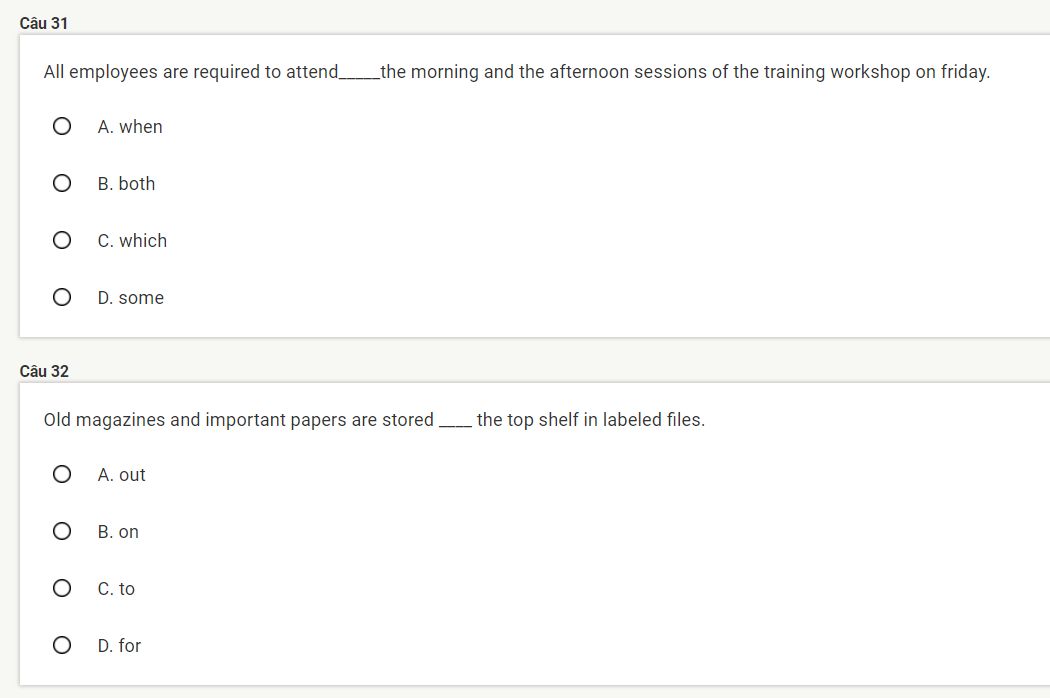 Câu 31
All employees are required to attend_____the morning and the afternoon sessions of the training workshop on friday.
A. when
B. both
C. which
D. some
Câu 32
Old magazines and important papers are stored ____ the top shelf in labeled files.
A. out
B. on
C. to
D. for